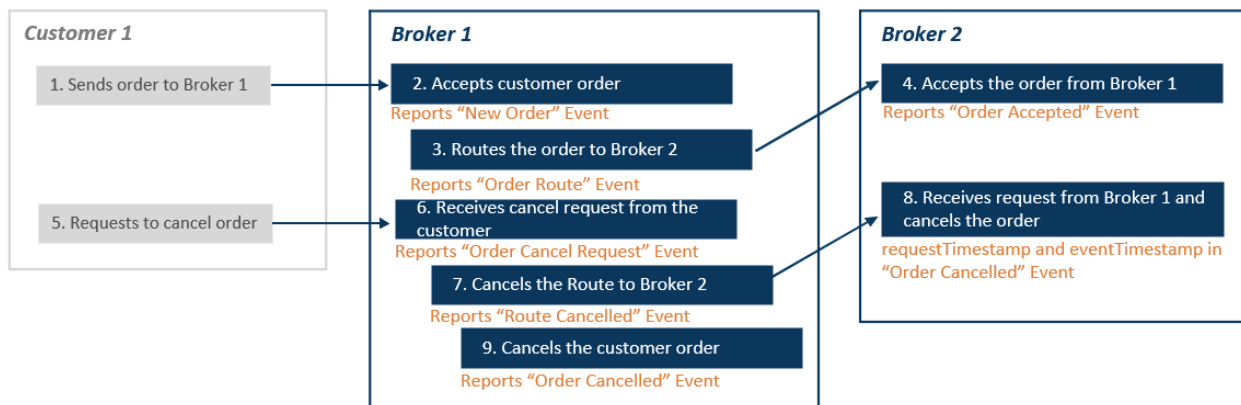 Customer 1
1. Sends order to Broker 1
5. Requests to cancel order
Broker 1
2. Accepts customer order
Reports “New Order” Event
3. Routes the order to Broker 2
Reports “Order Route” Event
6. Receives cancel request from the
customer
Reports “Order Cancel Request” Event
7. Cancels the Route to Broker 2
Reports “Route Cancelled” Event
9. Cancels the customer order
Reports “Order Cancelled” Event
Broker 2
4. Accepts the order from Broker 1
Reports “Order Accepted” Event
8. Receives request from Broker 1 and
cancels the order
requestTimestamp and eventTimestamp in
“Order Cancelled” Event